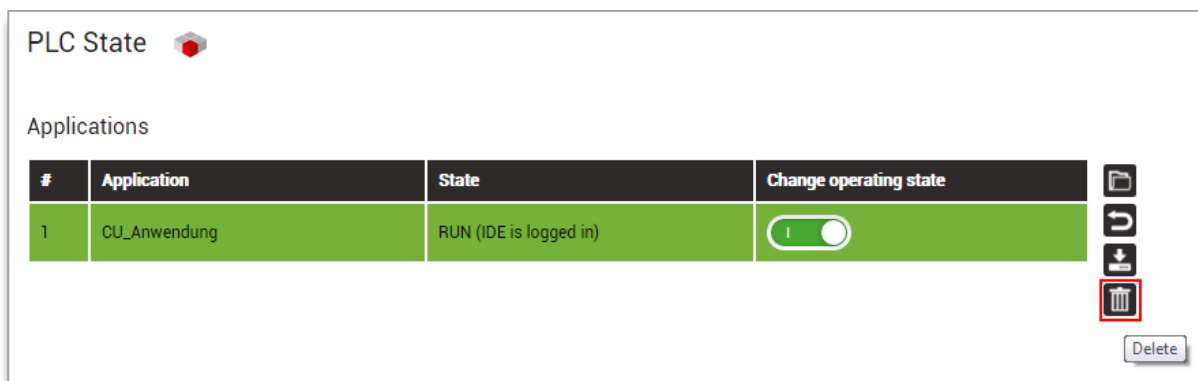 PLC State
Applications
# Application State Change operating state
1 CU_Anwendung RUN (IDE is logged in) I
Delete